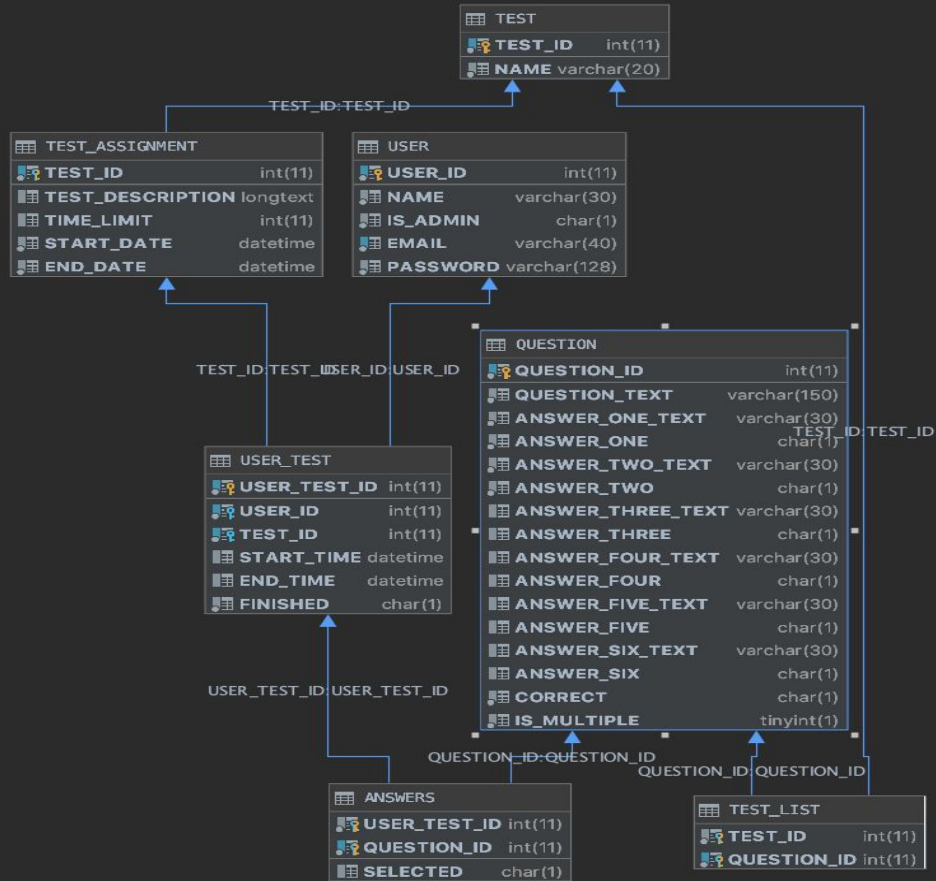 TEST
TEST_ID int(11)
NAME varchar(20)
TEST_ID:TEST_ID
TEST_ASSIGNMENT
TEST_ID int(11)
TEST_DESCRIPTION longtext
TIME_LIMIT int(11)
START_DATE datetime
END_DATE datetime
USER
USER_ID int(11)
NAME varchar(30)
IS_ADMIN char(1)
EMAIL varchar(40)
PASSWORD varchar(128)
TEST_ID:TEST_ID
USER_ID:USER_ID
QUESTION
QUESTION_ID int(11)
QUESTION_TEXT varchar(150)
ANSWER_ONE_TEXT varchar(30)
ANSWER_ONE char(1)
ANSWER_TWO_TEXT varchar(30)
ANSWER_TWO char(1)
ANSWER_THREE_TEXT varchar(30)
ANSWER_THREE char(1)
ANSWER_FOUR_TEXT varchar(30)
ANSWER_FOUR char(1)
ANSWER_FIVE_TEXT varchar(30)
ANSWER_FIVE char(1)
ANSWER_SIX_TEXT varchar(30)
ANSWER_SIX char(1)
CORRECT char(1)
IS_MULTIPLE tinyint(1)
TEST_ID:TEST_ID
USER_TEST
USER_TEST_ID int(11)
USER_ID int(11)
TEST_ID int(11)
START_TIME datetime
END_TIME datetime
FINISHED char(1)
USER_TEST_ID:USER_TEST_ID
QUESTION_ID:QUESTION_ID
QUESTION_ID:QUESTION_ID
ANSWERS
USER_TEST_ID int(11)
QUESTION_ID int(11)
SELECTED char(1)
TEST_LIST
TEST_ID int(11)
QUESTION_ID int(11)